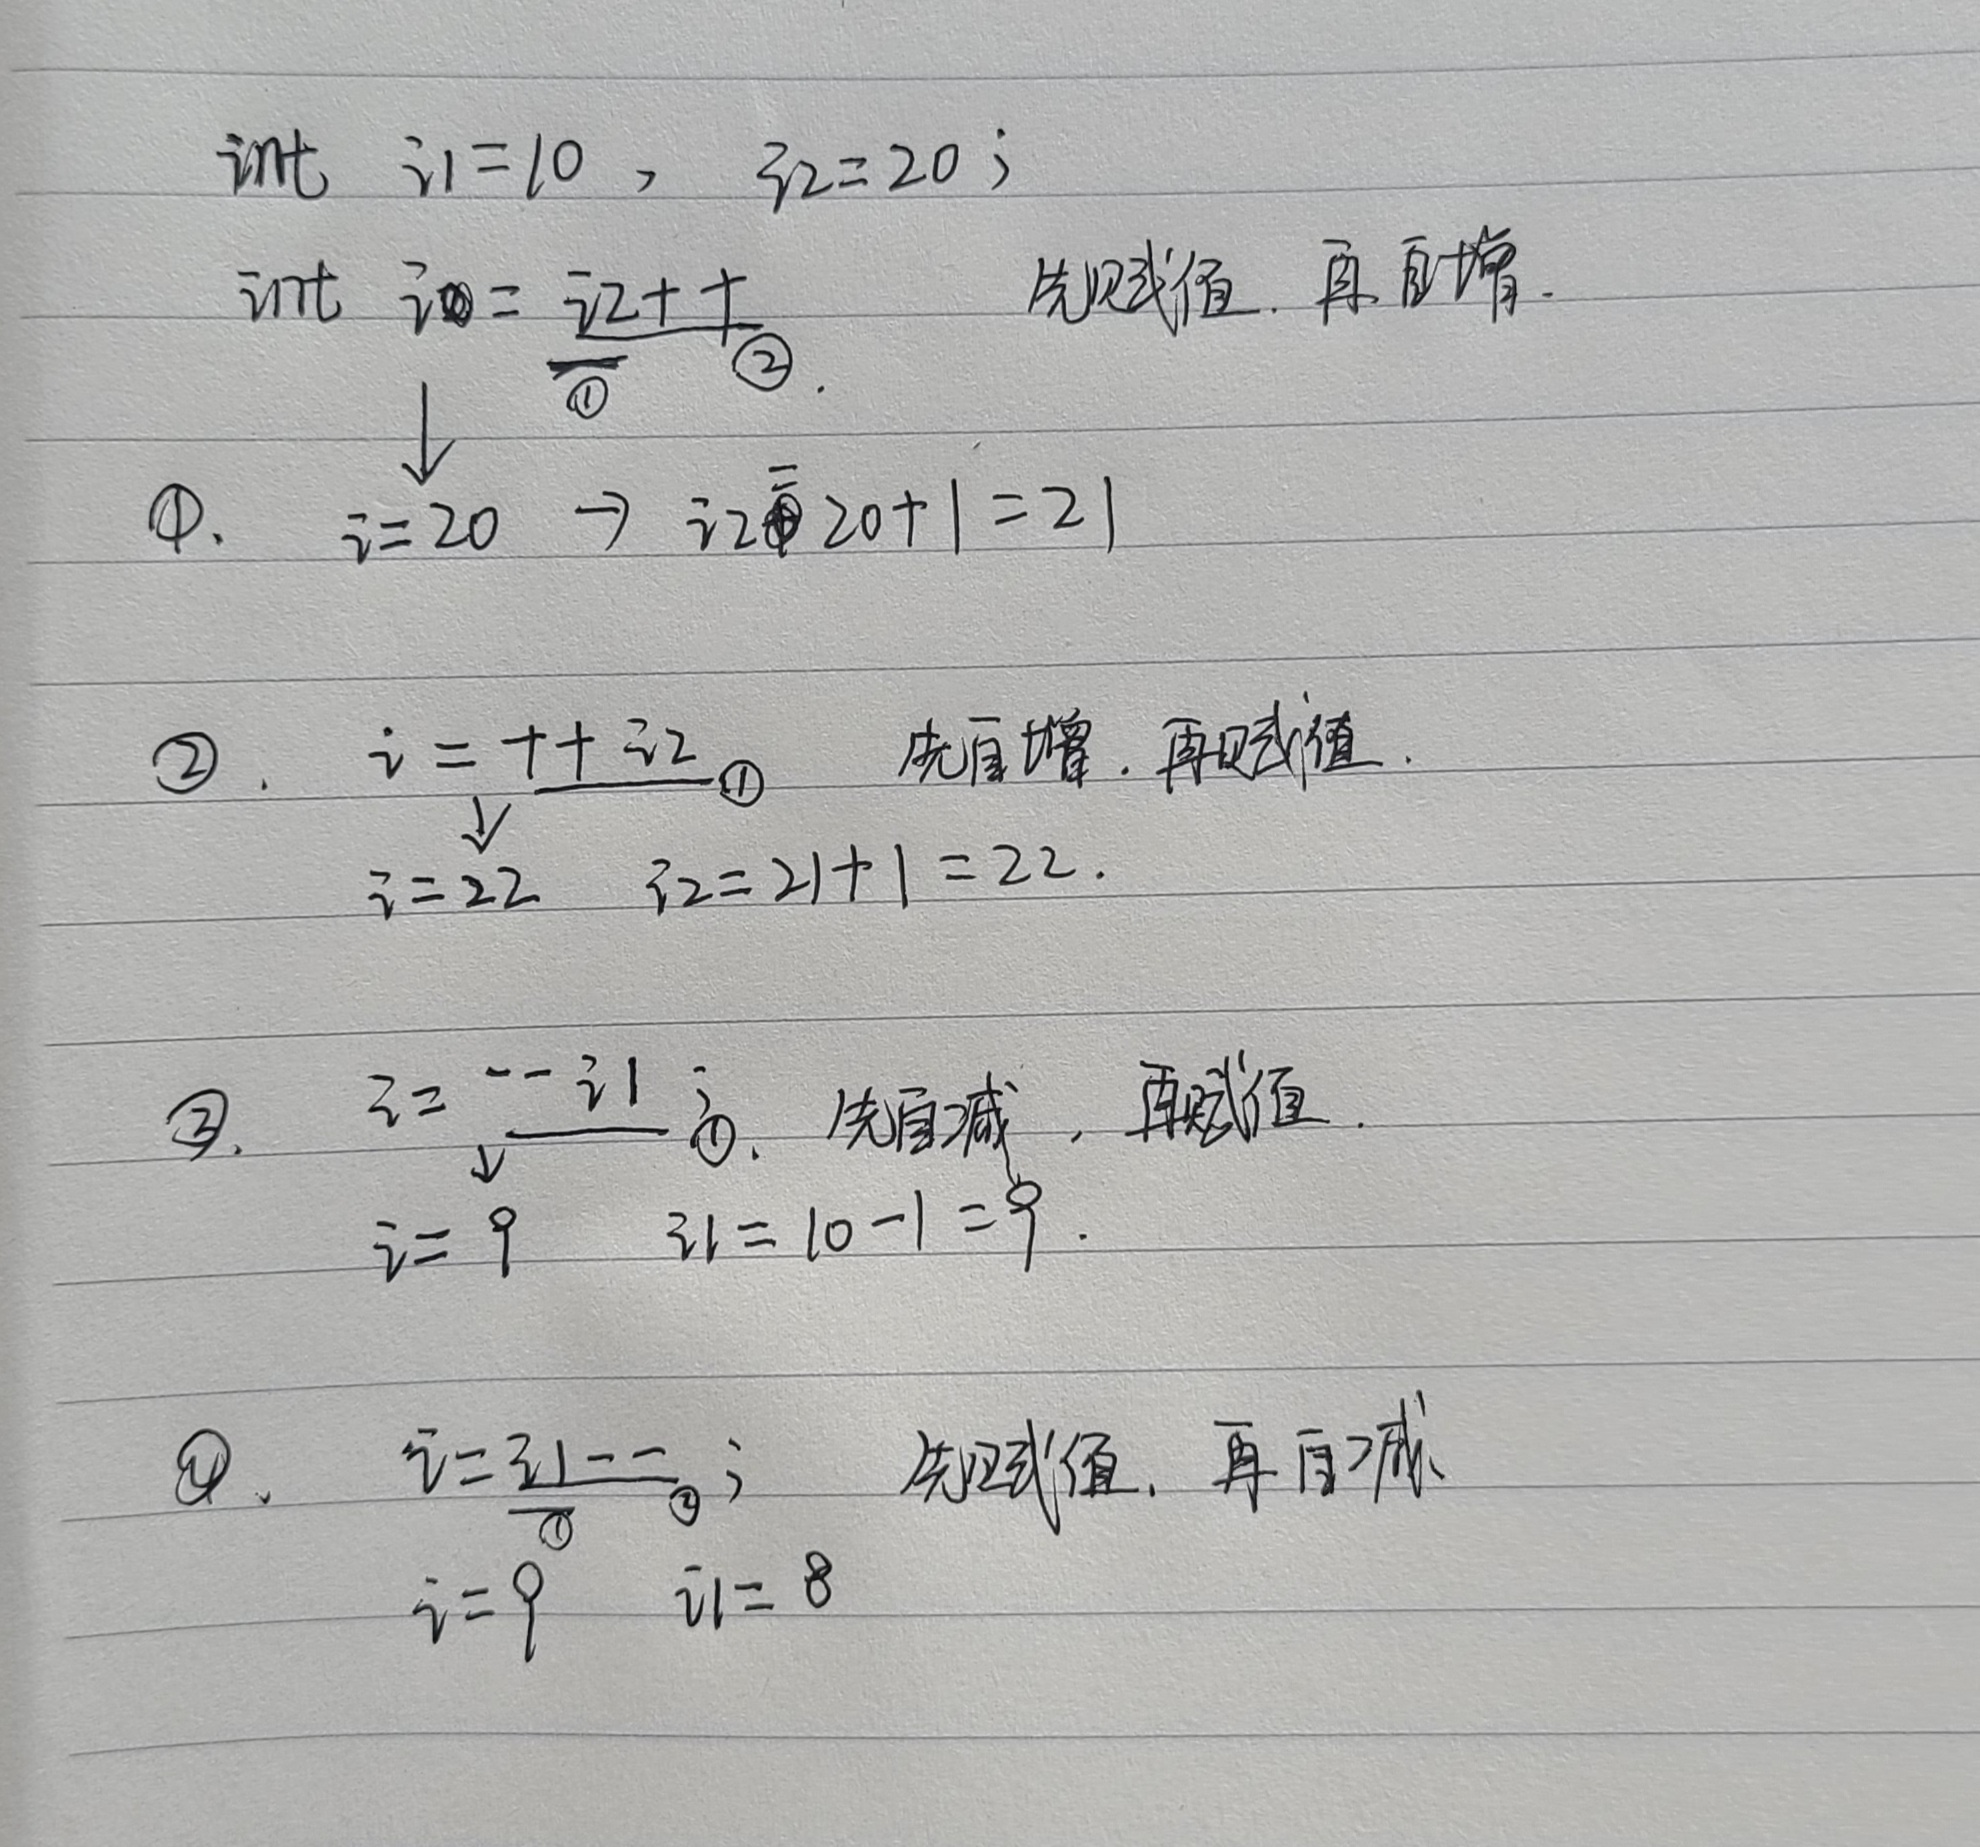 int i1=10, i2=20;
int i = i2++ 先赋值.再自增.
① ②.
①. i=20 → i2=20+1=21
②. i=++i2 ① 先自增.再赋值.
i=22 i2=21+1=22.
③. i=--i1; ①. 先自减,再赋值.
i=9 i1=10-1=9.
④. i=i1--; 先赋值.再自减.
① ②
i=9 i1=8